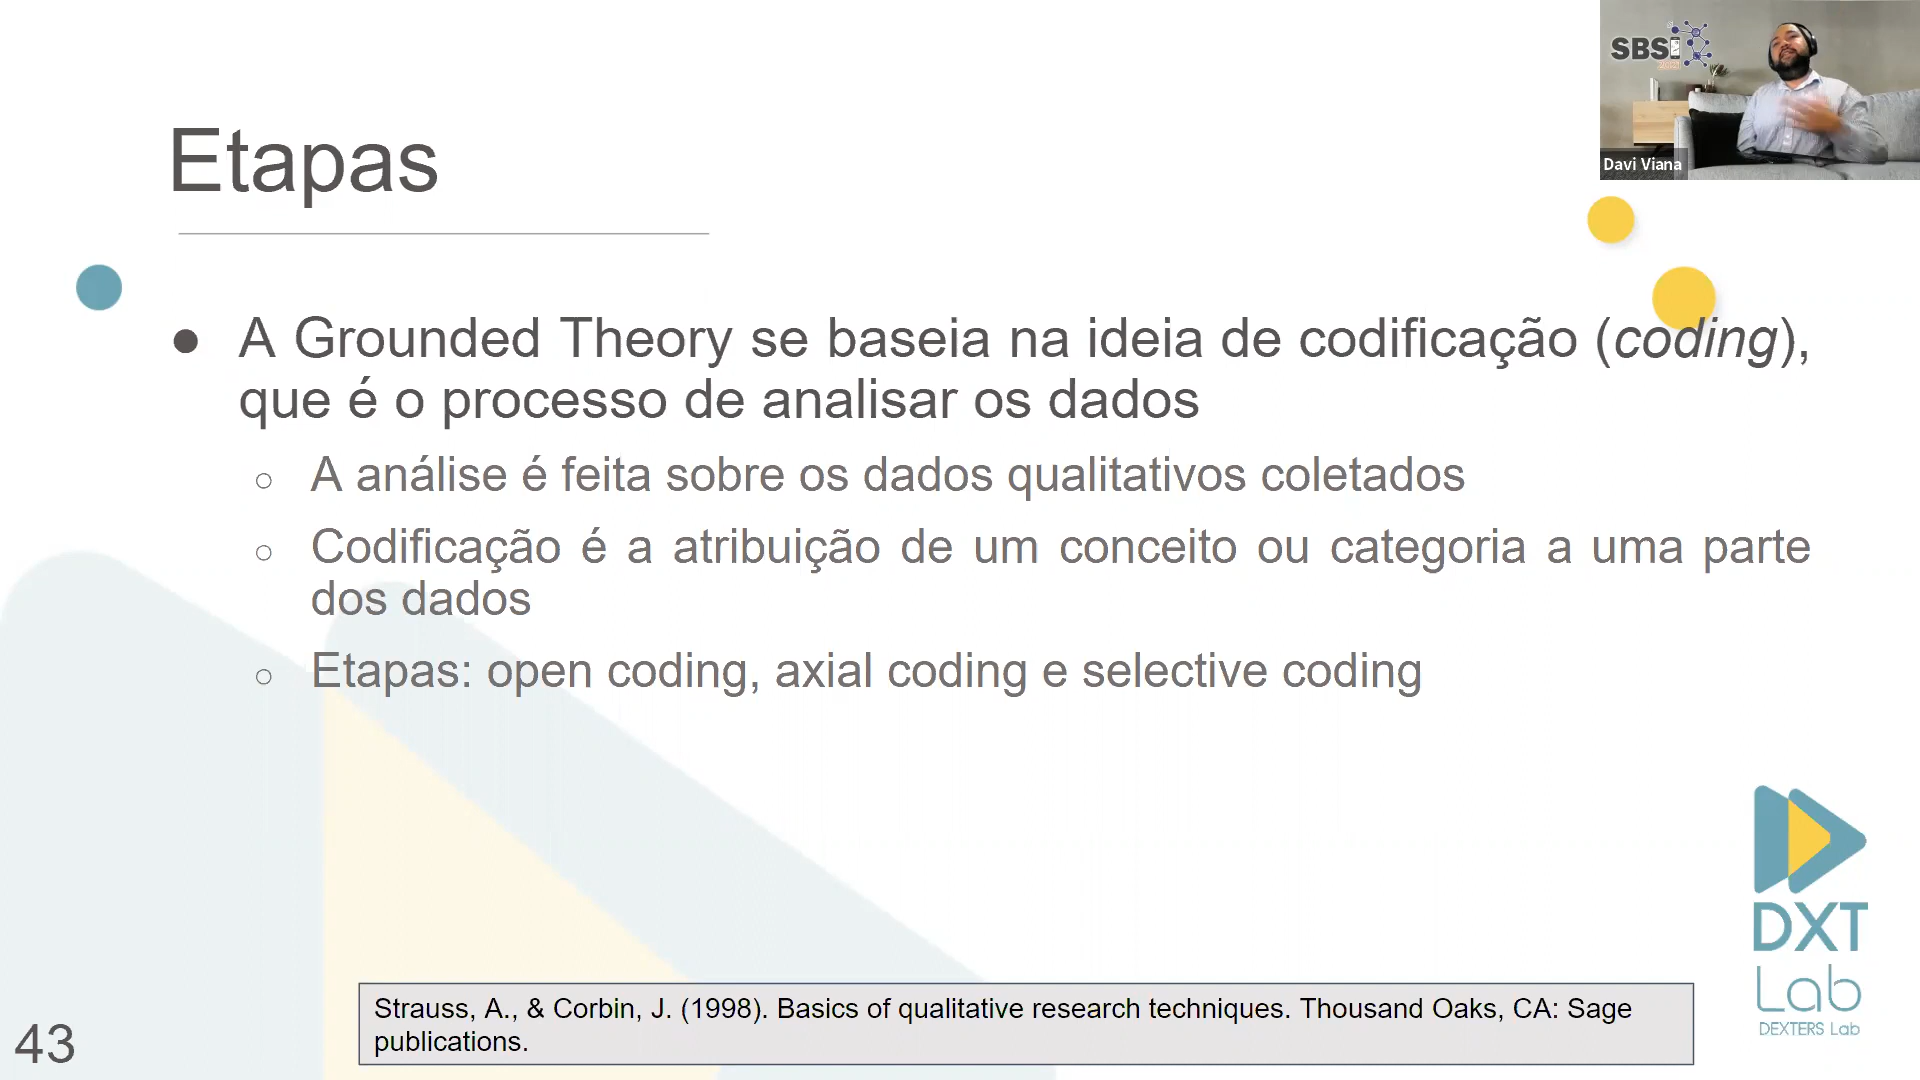 SBSI
Davi Viana
Etapas
● A Grounded Theory se baseia na ideia de codificação (coding),
que é o processo de analisar os dados
○ A análise é feita sobre os dados qualitativos coletados
○ Codificação é a atribuição de um conceito ou categoria a uma parte
dos dados
○ Etapas: open coding, axial coding e selective coding
DXT
Lab
DEXTERS Lab
Strauss, A., & Corbin, J. (1998). Basics of qualitative research techniques. Thousand Oaks, CA: Sage
publications.
43